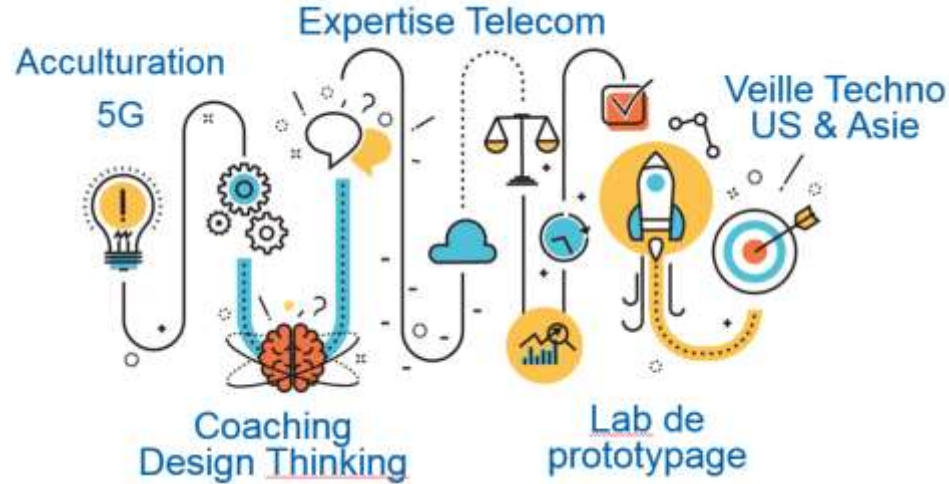 Expertise Telecom
Acculturation
5G
Veille Techno
US & Asie
Coaching
Design Thinking
Lab de
prototypage